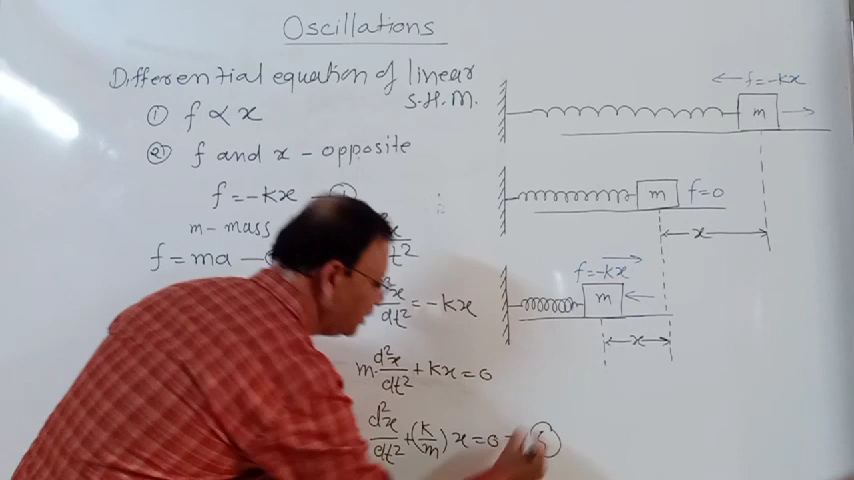 Oscillations
Differential equation of linear
S.H.M.
① f ∝ x
② f and x - opposite
f = -kx — ①
m - mass
f = ma —
d²x/dt² = -kx
m·d²x/dt² + kx = 0
d²x/dt² + (k/m) x = 0 -
f = -kx
m
m
f = 0
x
f = -kx
m
x